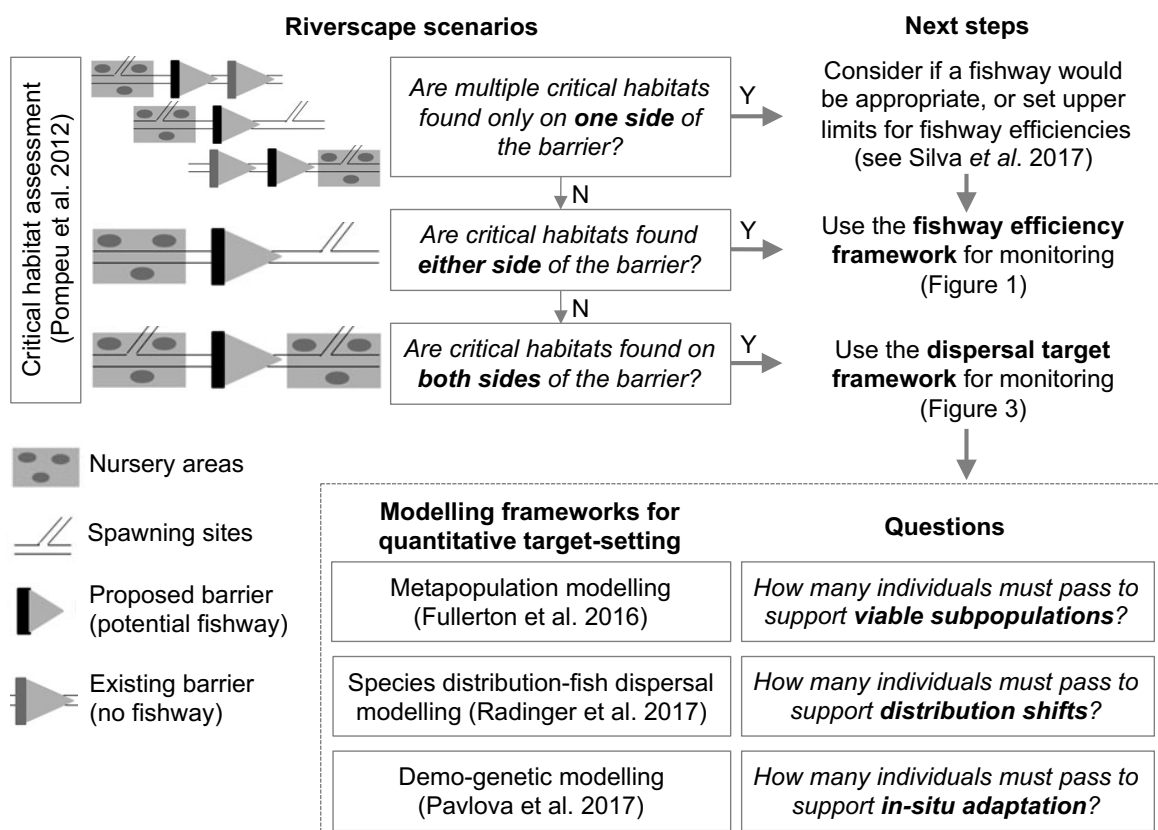 Riverscape scenarios
Next steps
Critical habitat assessment
(Pompeu et al. 2012)
Are multiple critical habitats
found only on one side of
the barrier?
Y
Consider if a fishway would
be appropriate, or set upper
limits for fishway efficiencies
(see Silva et al. 2017)
N
Are critical habitats found
either side of the barrier?
Y
Use the fishway efficiency
framework for monitoring
(Figure 1)
N
Are critical habitats found on
both sides of the barrier?
Y
Use the dispersal target
framework for monitoring
(Figure 3)
Nursery areas
Spawning sites
Proposed barrier
(potential fishway)
Existing barrier
(no fishway)
Modelling frameworks for
quantitative target-setting
Questions
Metapopulation modelling
(Fullerton et al. 2016)
How many individuals must pass to
support viable subpopulations?
Species distribution-fish dispersal
modelling (Radinger et al. 2017)
How many individuals must pass to
support distribution shifts?
Demo-genetic modelling
(Pavlova et al. 2017)
How many individuals must pass to
support in-situ adaptation?